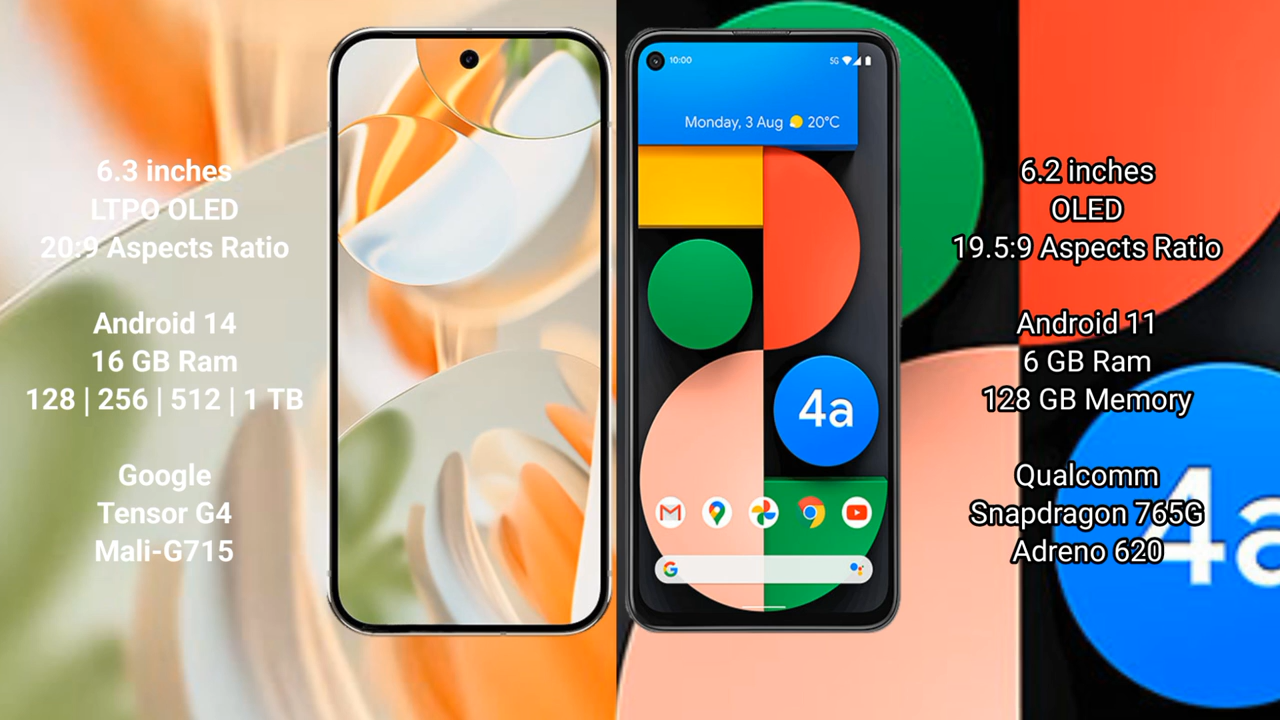 6.3 inches
LTPO OLED
20:9 Aspects Ratio
Android 14
16 GB Ram
128 | 256 | 512 | 1 TB
Google
Tensor G4
Mali-G715
10:00
5G
Monday, 3 Aug 20°C
4a
6.2 inches
OLED
19.5:9 Aspects Ratio
Android 11
6 GB Ram
128 GB Memory
Qualcomm
Snapdragon 765G
Adreno 620
4a